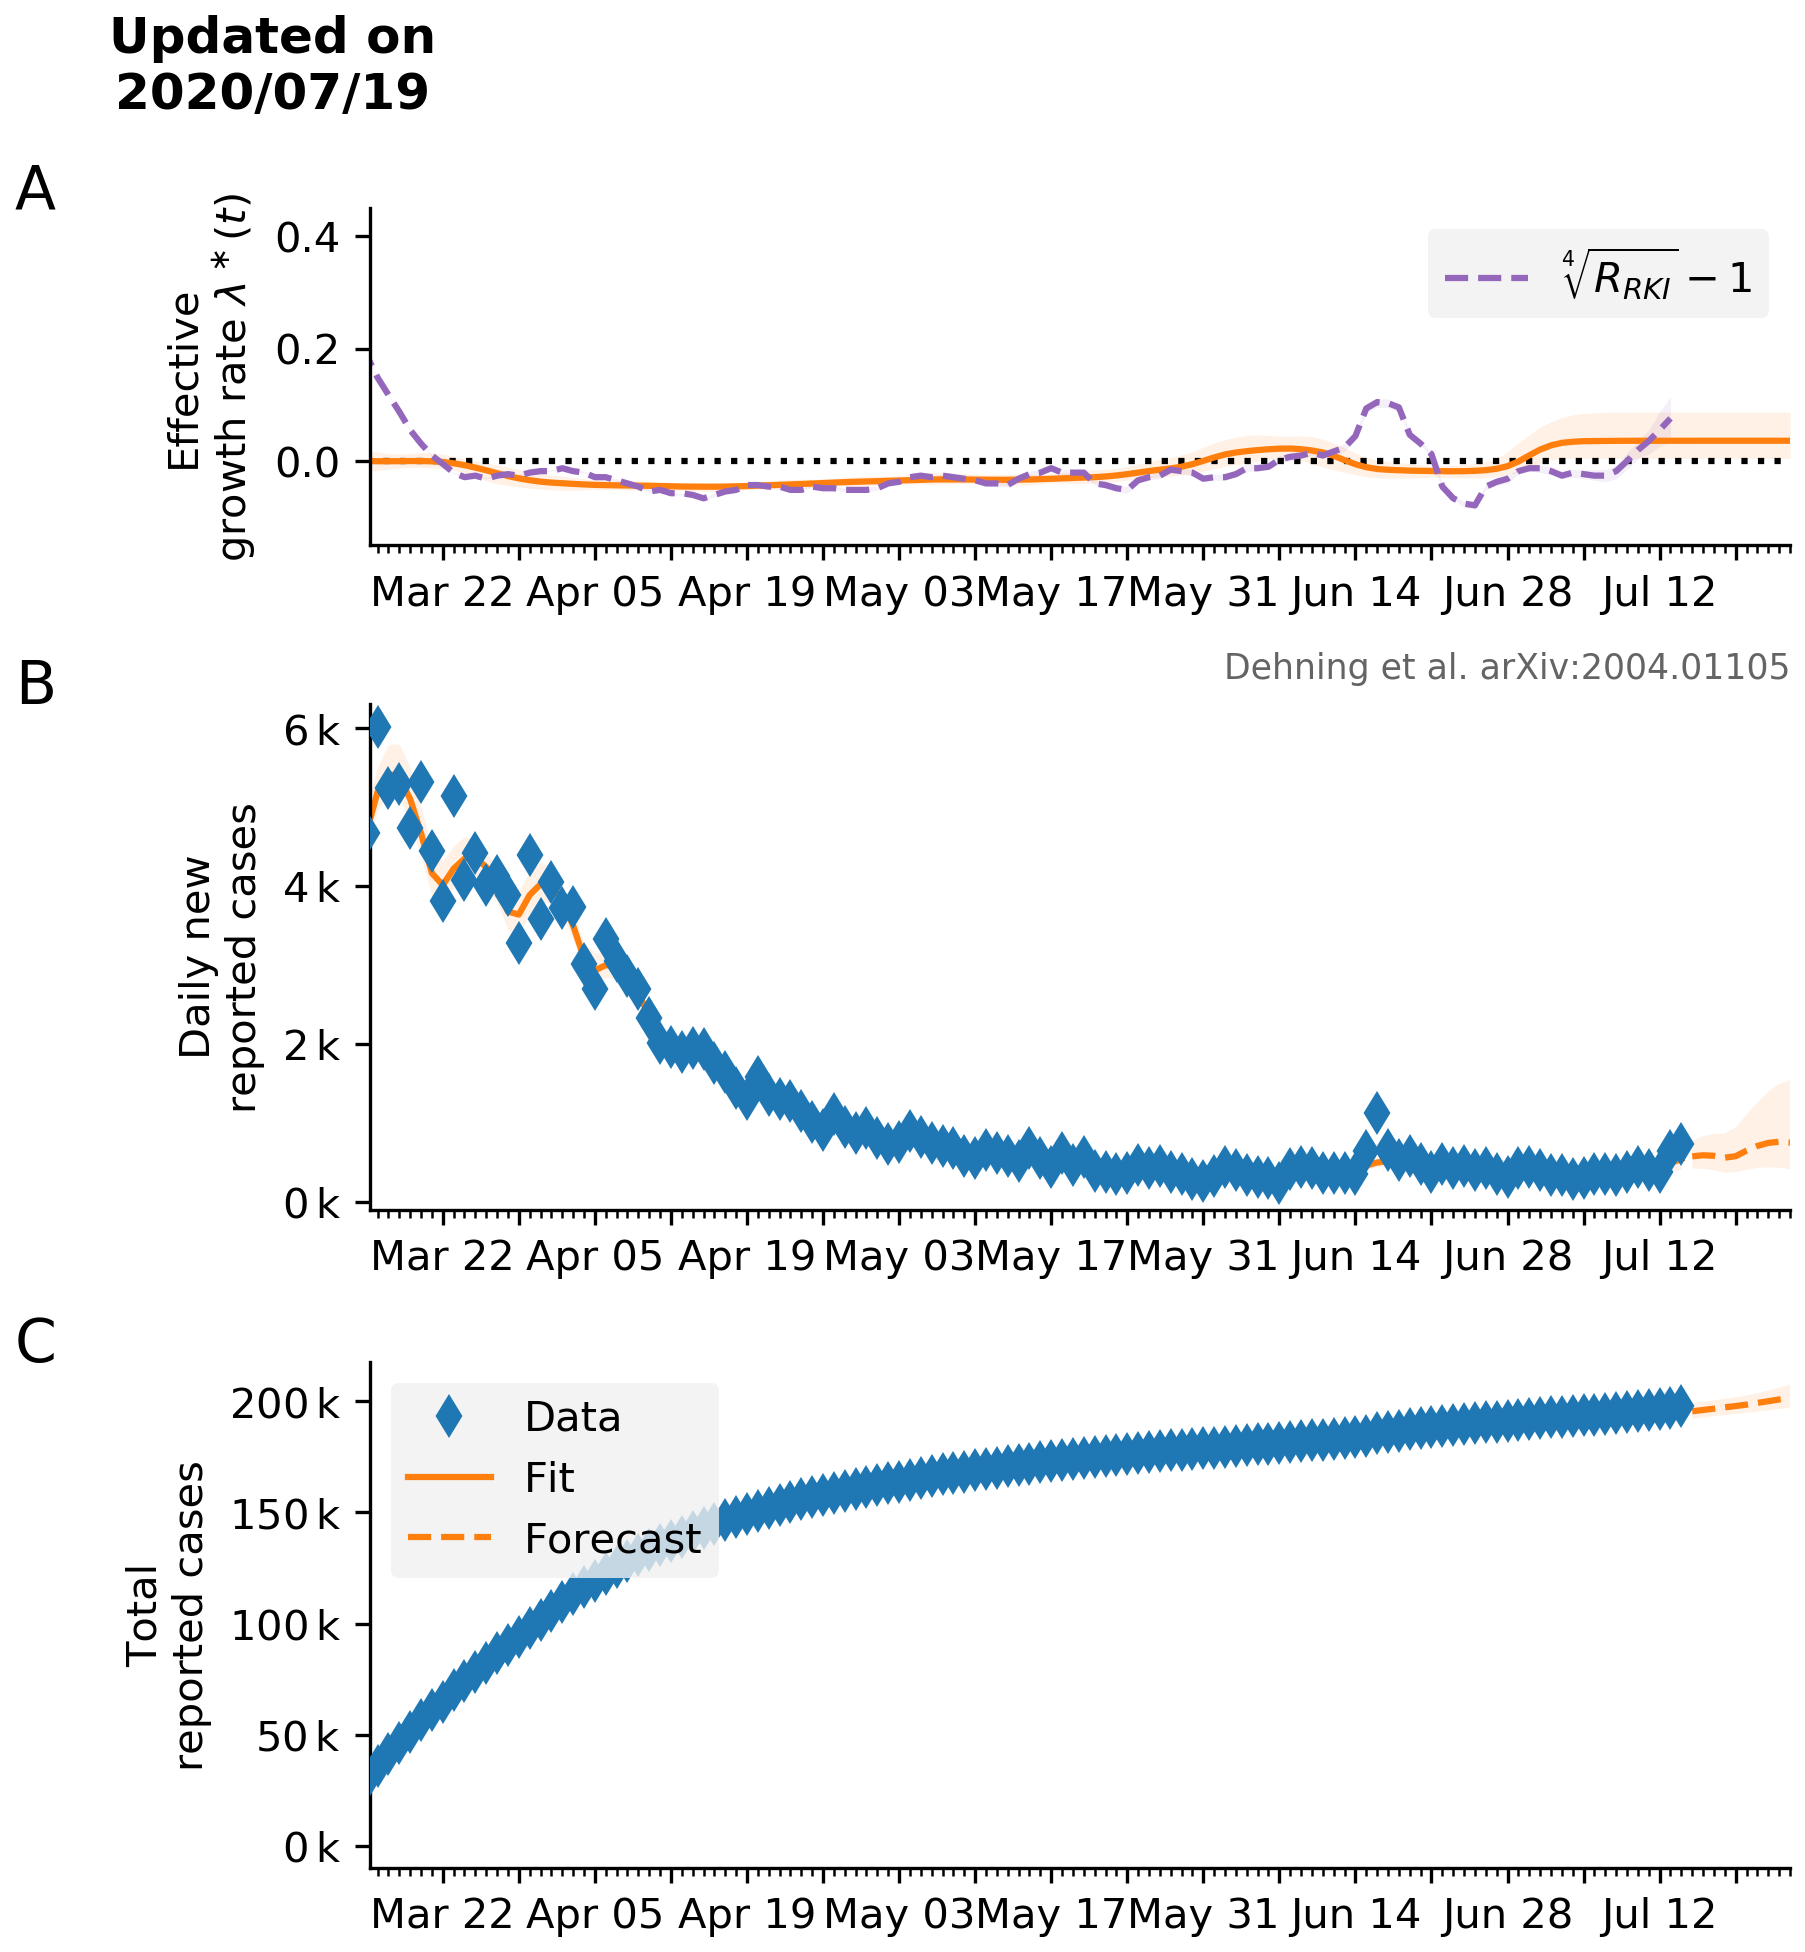 Updated on
2020/07/19
A
Effective
growth rate λ * (t)
0.4
0.2
0.0
∜R_RKI − 1
Mar 22 Apr 05 Apr 19 May 03 May 17 May 31 Jun 14 Jun 28 Jul 12
B
Dehning et al. arXiv:2004.01105
Daily new
reported cases
6 k
4 k
2 k
0 k
Mar 22 Apr 05 Apr 19 May 03 May 17 May 31 Jun 14 Jun 28 Jul 12
C
Total
reported cases
200 k
150 k
100 k
50 k
0 k
Data
Fit
Forecast
Mar 22 Apr 05 Apr 19 May 03 May 17 May 31 Jun 14 Jun 28 Jul 12